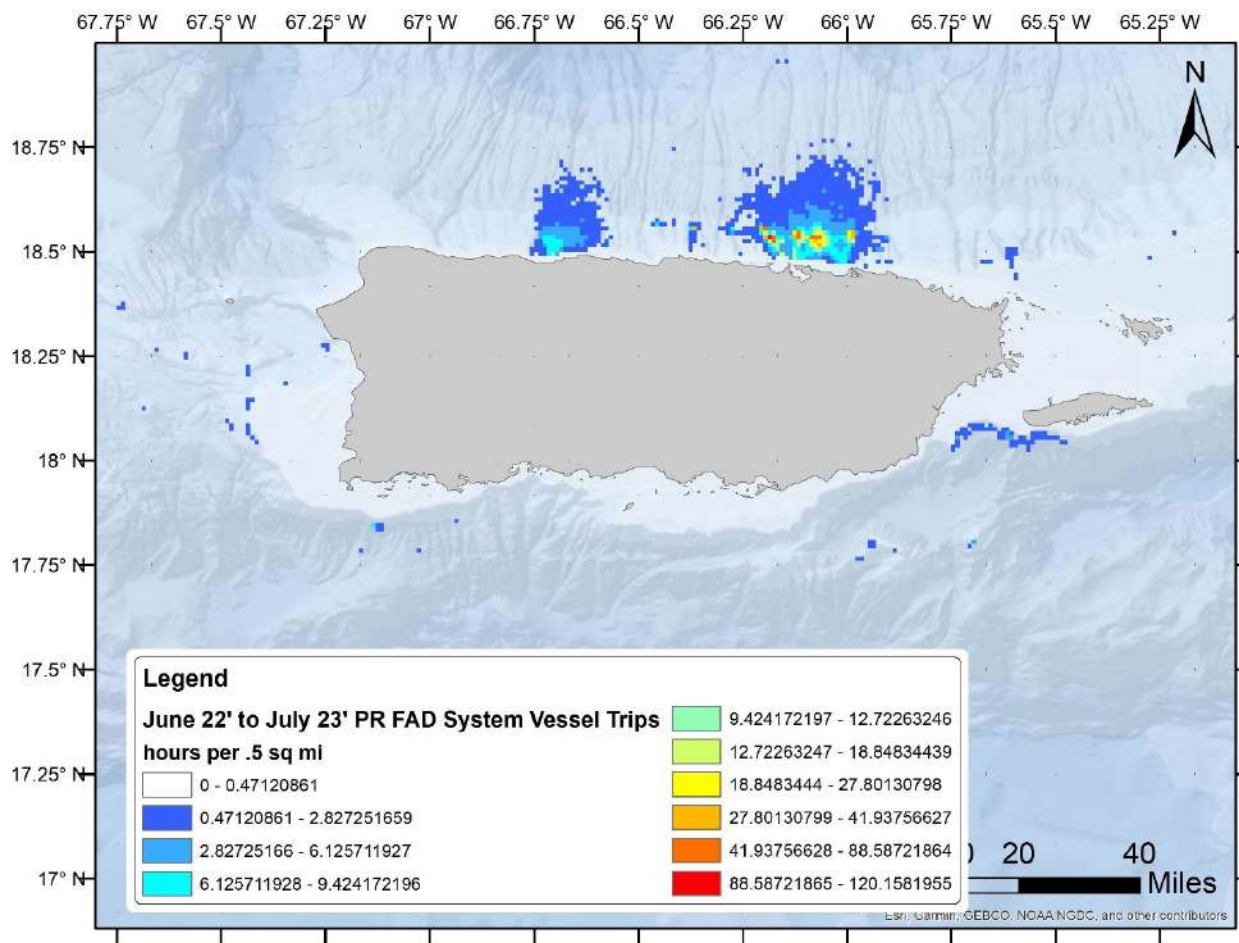 67.75° W 67.5° W 67.25° W 67° W 66.75° W 66.5° W 66.25° W 66° W 65.75° W 65.5° W 65.25° W
N
18.75° N
18.5° N
18.25° N
18° N
17.75° N
17.5° N
17.25° N
17° N
Legend
June 22' to July 23' PR FAD System Vessel Trips
hours per .5 sq mi
0 - 0.47120861
0.47120861 - 2.827251659
2.82725166 - 6.125711927
6.125711928 - 9.424172196
9.424172197 - 12.72263246
12.72263247 - 18.84834439
18.8483444 - 27.80130798
27.80130799 - 41.93756627
41.93756628 - 88.58721864
88.58721865 - 120.1581955
20 40
Miles
Esri, Garmin, GEBCO, NOAA NGDC, and other contributors